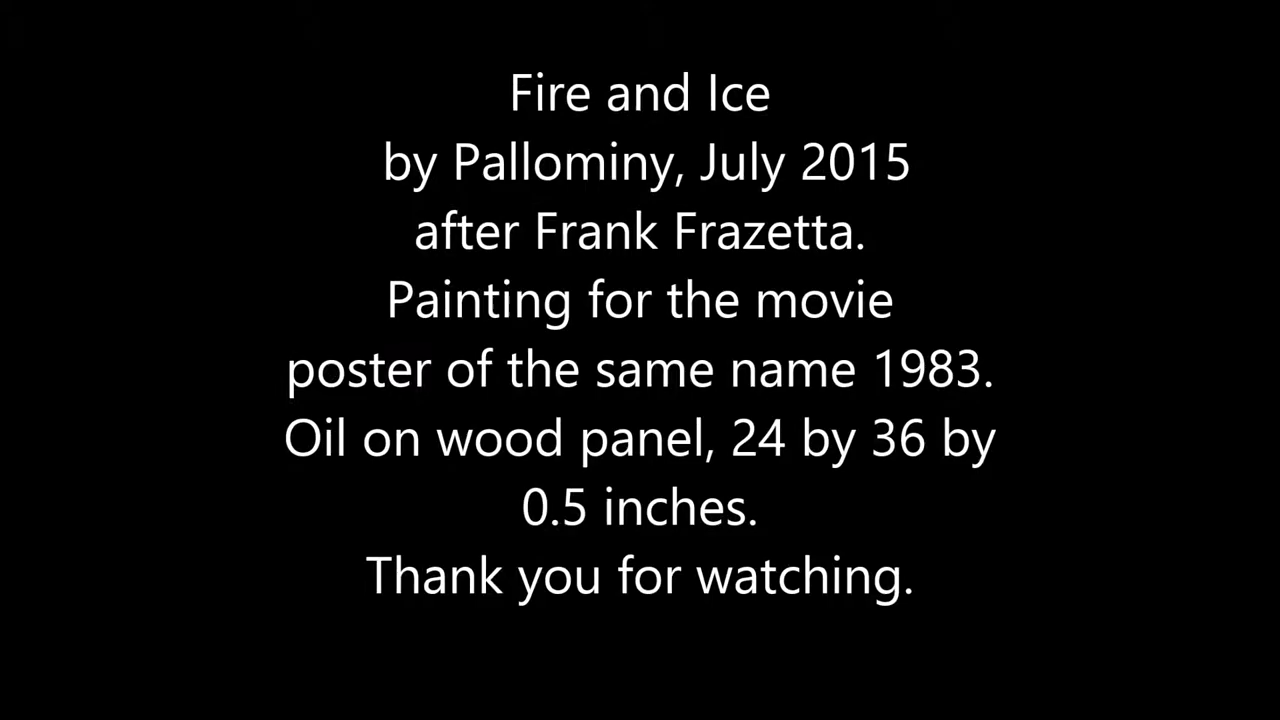 Fire and Ice
by Pallominy, July 2015
after Frank Frazetta.
Painting for the movie
poster of the same name 1983.
Oil on wood panel, 24 by 36 by
0.5 inches.
Thank you for watching.